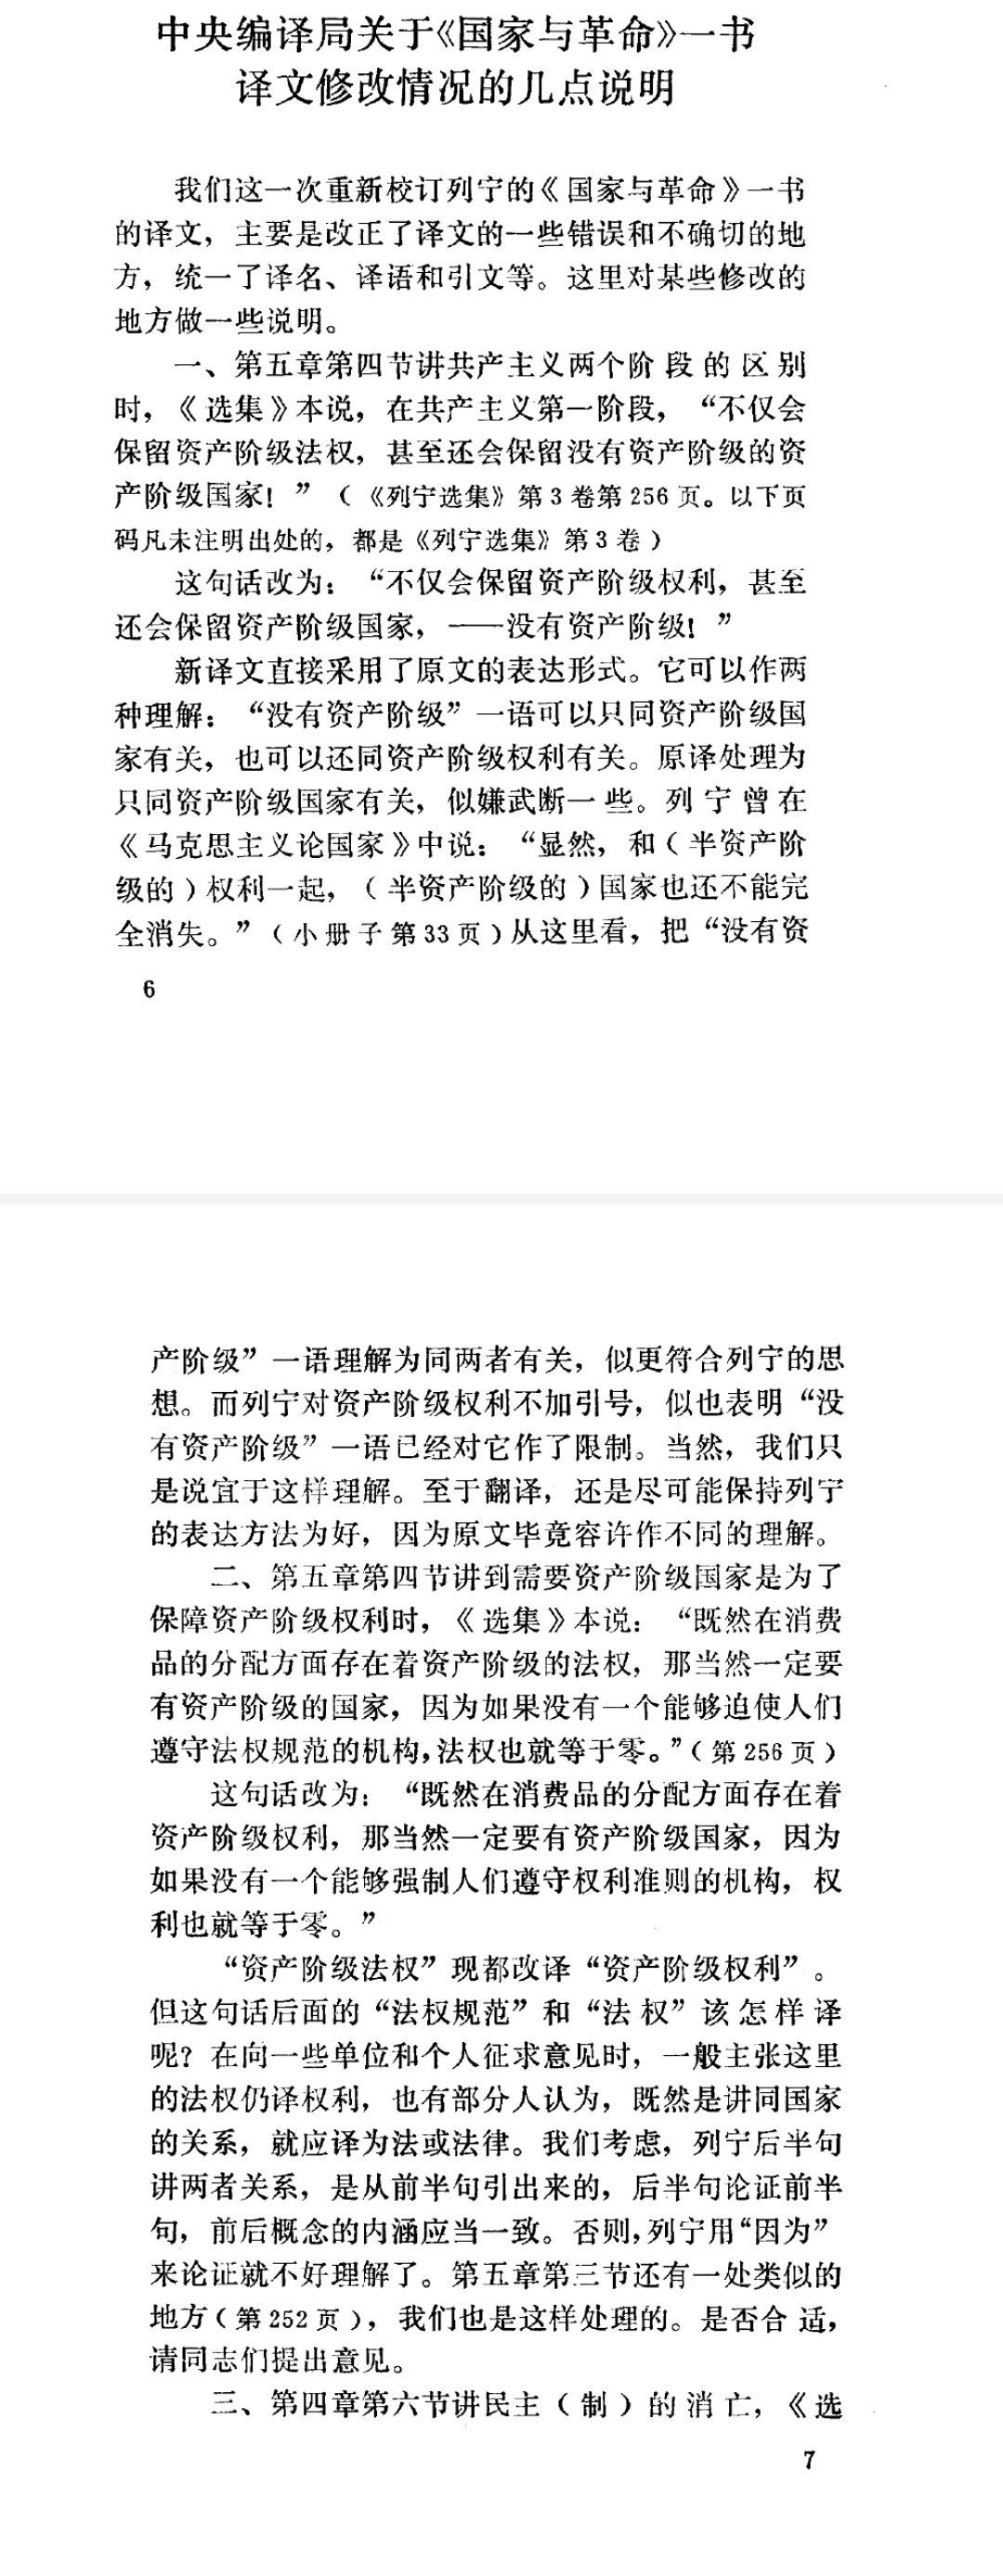 中央编译局关于《国家与革命》一书
译文修改情况的几点说明
我们这一次重新校订列宁的《国家与革命》一书
的译文，主要是改正了译文的一些错误和不确切的地
方，统一了译名、译语和引文等。这里对某些修改的
地方做一些说明。
一、第五章第四节讲共产主义两个阶段的区别
时，《选集》本说，在共产主义第一阶段，“不仅会
保留资产阶级法权，甚至还会保留没有资产阶级的资
产阶级国家！”（《列宁选集》第3卷第256页。以下页
码凡未注明出处的，都是《列宁选集》第3卷）
这句话改为：“不仅会保留资产阶级权利，甚至
还会保留资产阶级国家，——没有资产阶级！”
新译文直接采用了原文的表达形式。它可以作两
种理解：“没有资产阶级”一语可以只同资产阶级国
家有关，也可以还同资产阶级权利有关。原译处理为
只同资产阶级国家有关，似嫌武断一些。列宁曾在
《马克思主义论国家》中说：“显然，和（半资产阶
级的）权利一起，（半资产阶级的）国家也还不能完
全消失。”（小册子第33页）从这里看，把“没有资
6
产阶级”一语理解为同两者有关，似更符合列宁的思
想。而列宁对资产阶级权利不加引号，似也表明“没
有资产阶级”一语已经对它作了限制。当然，我们只
是说宜于这样理解。至于翻译，还是尽可能保持列宁
的表达方法为好，因为原文毕竟容许作不同的理解。
二、第五章第四节讲到需要资产阶级国家是为了
保障资产阶级权利时，《选集》本说：“既然在消费
品的分配方面存在着资产阶级的法权，那当然一定要
有资产阶级的国家，因为如果没有一个能够迫使人们
遵守法权规范的机构，法权也就等于零。”（第256页）
这句话改为：“既然在消费品的分配方面存在着
资产阶级权利，那当然一定要有资产阶级国家，因为
如果没有一个能够强制人们遵守权利准则的机构，权
利也就等于零。”
“资产阶级法权”现都改译“资产阶级权利”。
但这句话后面的“法权规范”和“法权”该怎样译
呢？在向一些单位和个人征求意见时，一般主张这里
的法权仍译权利，也有部分人认为，既然是讲同国家
的关系，就应译为法或法律。我们考虑，列宁后半句
讲两者关系，是从前半句引出来的，后半句论证前半
句，前后概念的内涵应当一致。否则，列宁用“因为”
来论证就不好理解了。第五章第三节还有一处类似的
地方（第252页），我们也是这样处理的。是否合适，
请同志们提出意见。
三、第四章第六节讲民主（制）的消亡，《选
7